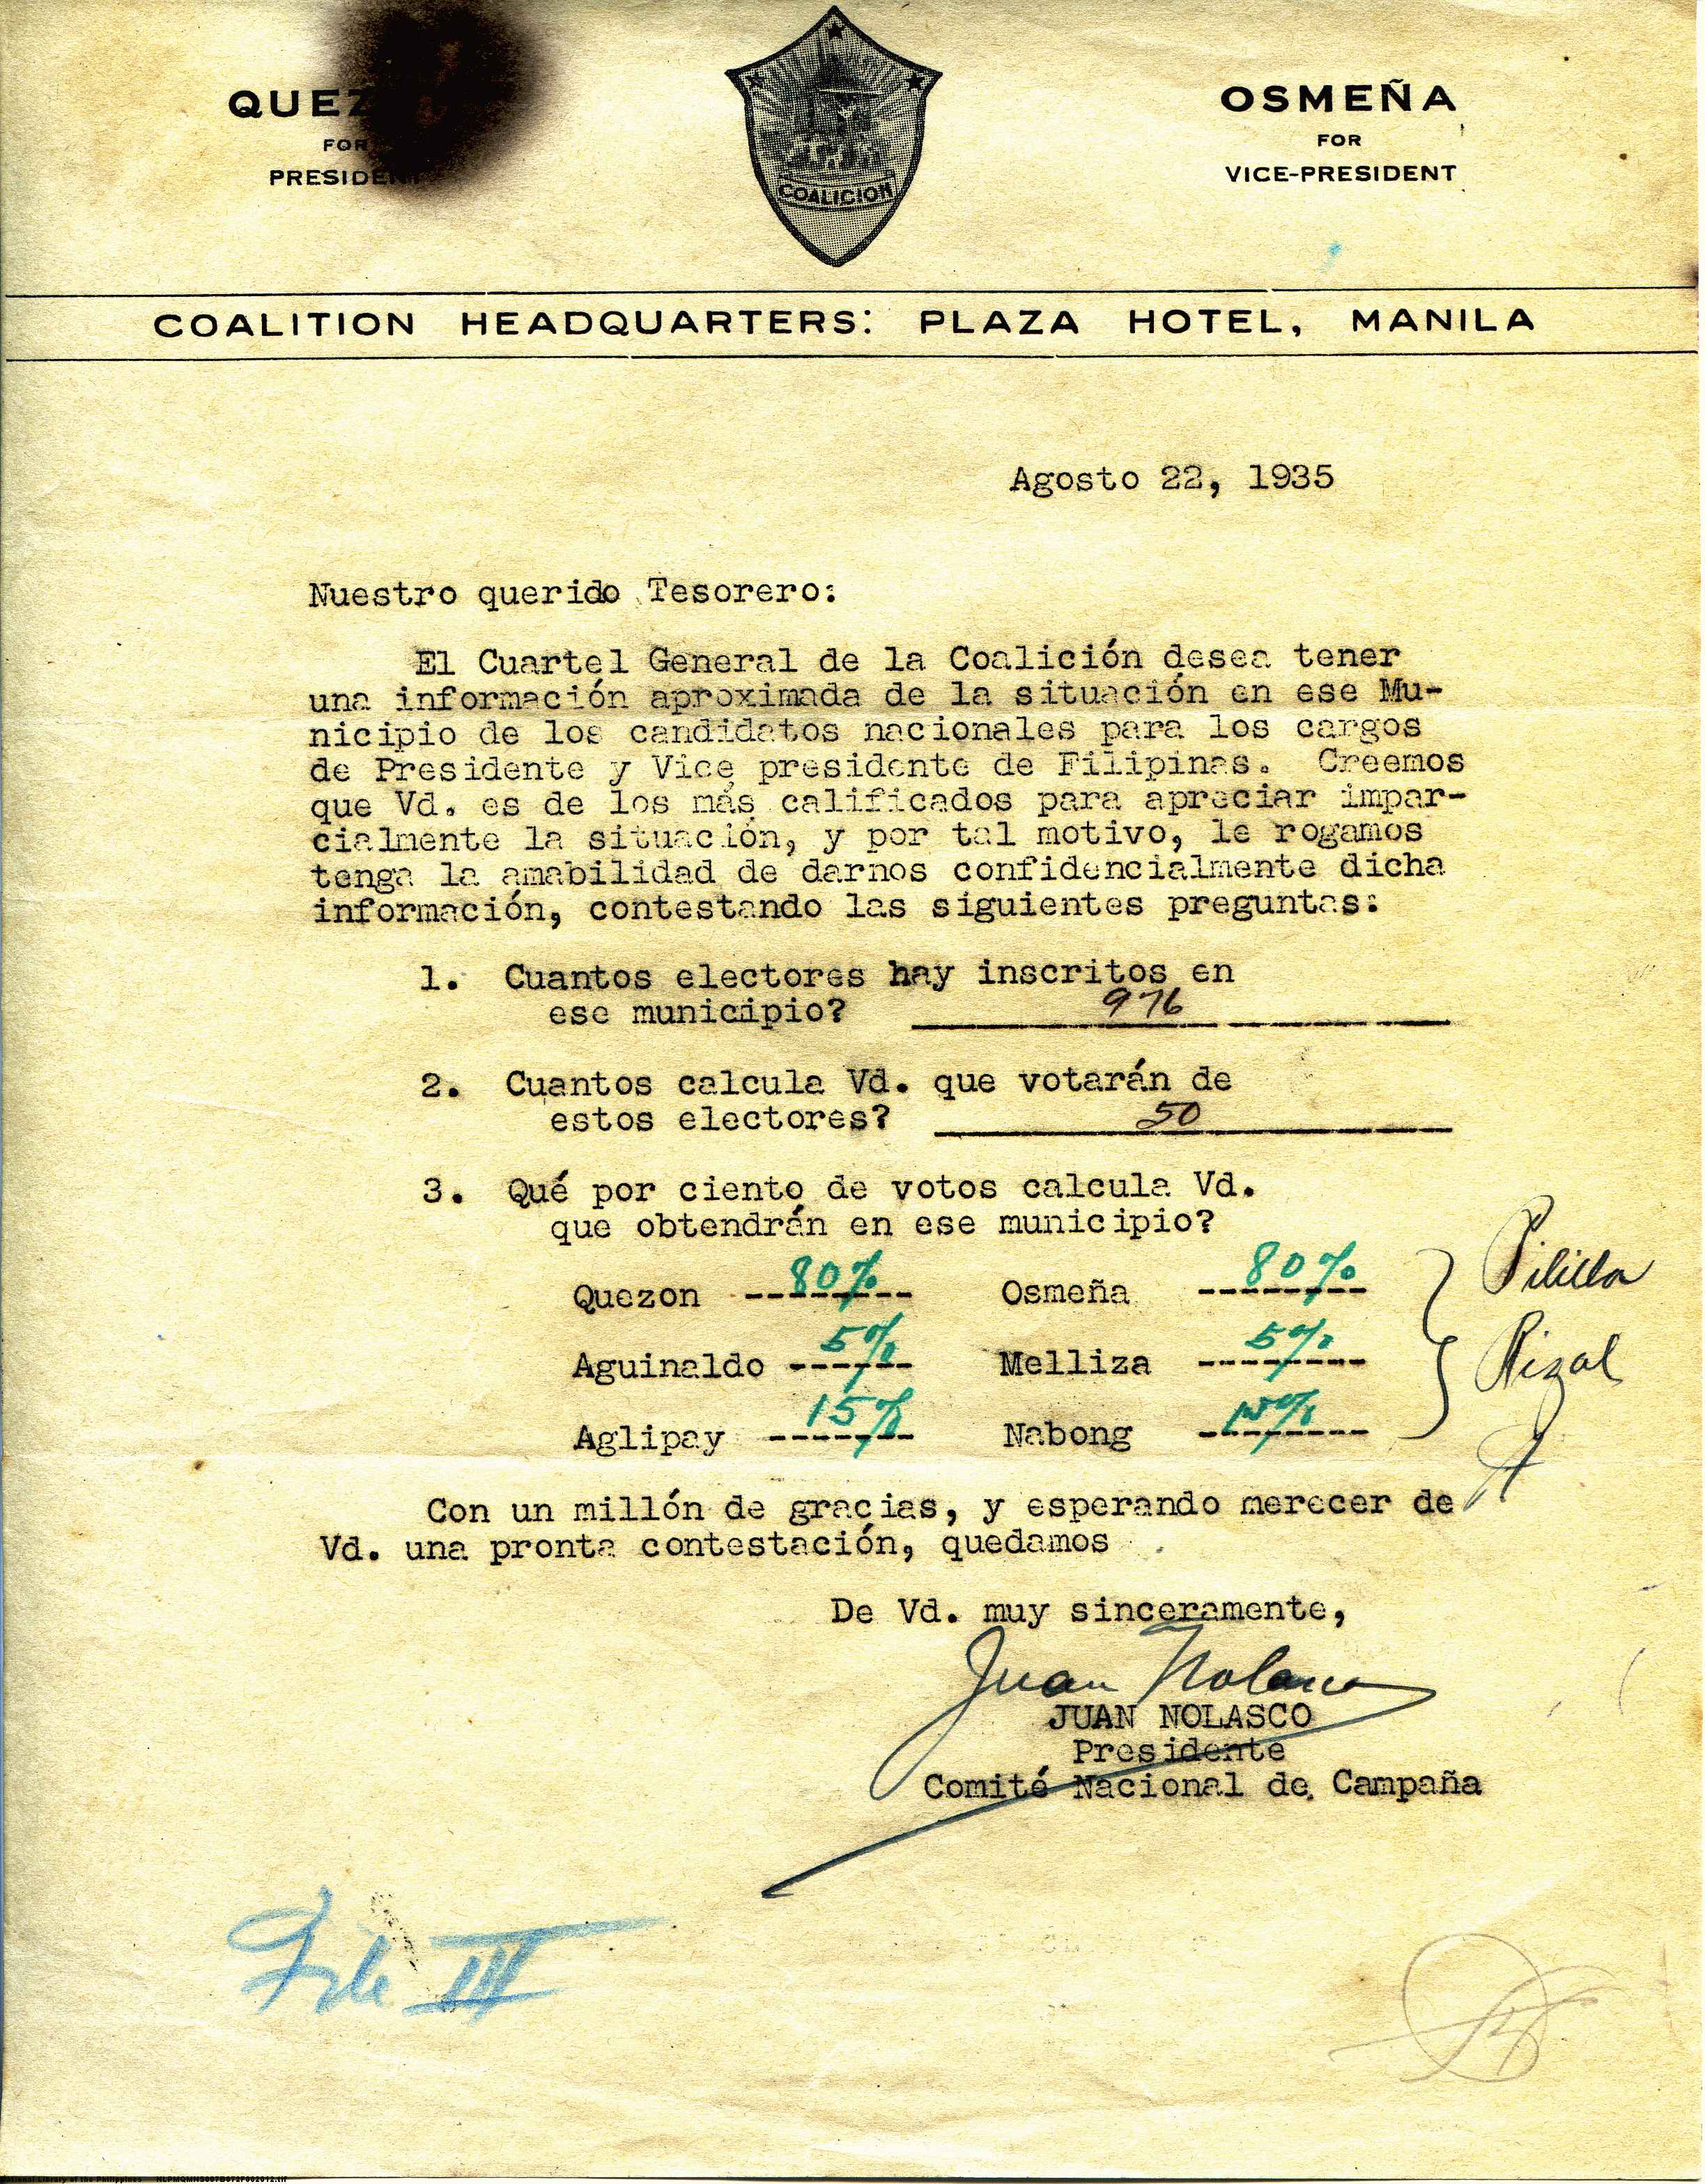 QUEZ
FOR
PRESIDENT
COALICION
OSMEÑA
FOR
VICE-PRESIDENT
COALITION HEADQUARTERS: PLAZA HOTEL, MANILA
Agosto 22, 1935
Nuestro querido Tesorero:
El Cuartel General de la Coalición desea tener
una información aproximada de la situación en ese Mu-
nicipio de los candidatos nacionales para los cargos
de Presidente y Vice presidente de Filipinas. Creemos
que Vd. es de los más calificados para apreciar impar-
cialmente la situación, y por tal motivo, le rogamos
tenga la amabilidad de darnos confidencialmente dicha
información, contestando las siguientes preguntas:
1. Cuantos electores hay inscritos en
ese municipio? 976
2. Cuantos calcula Vd. que votarán de
estos electores? 50
3. Qué por ciento de votos calcula Vd.
que obtendrán en ese municipio?
Quezon 80% Osmeña 80%
Aguinaldo 5% Melliza 5%
Aglipay 15% Nabong 15%
Pililla
Rizal
Con un millón de gracias, y esperando merecer de
Vd. una pronta contestación, quedamos
De Vd. muy sinceramente,
Juan Nolasco
JUAN NOLASCO
Presidente
Comité Nacional de Campaña
File III